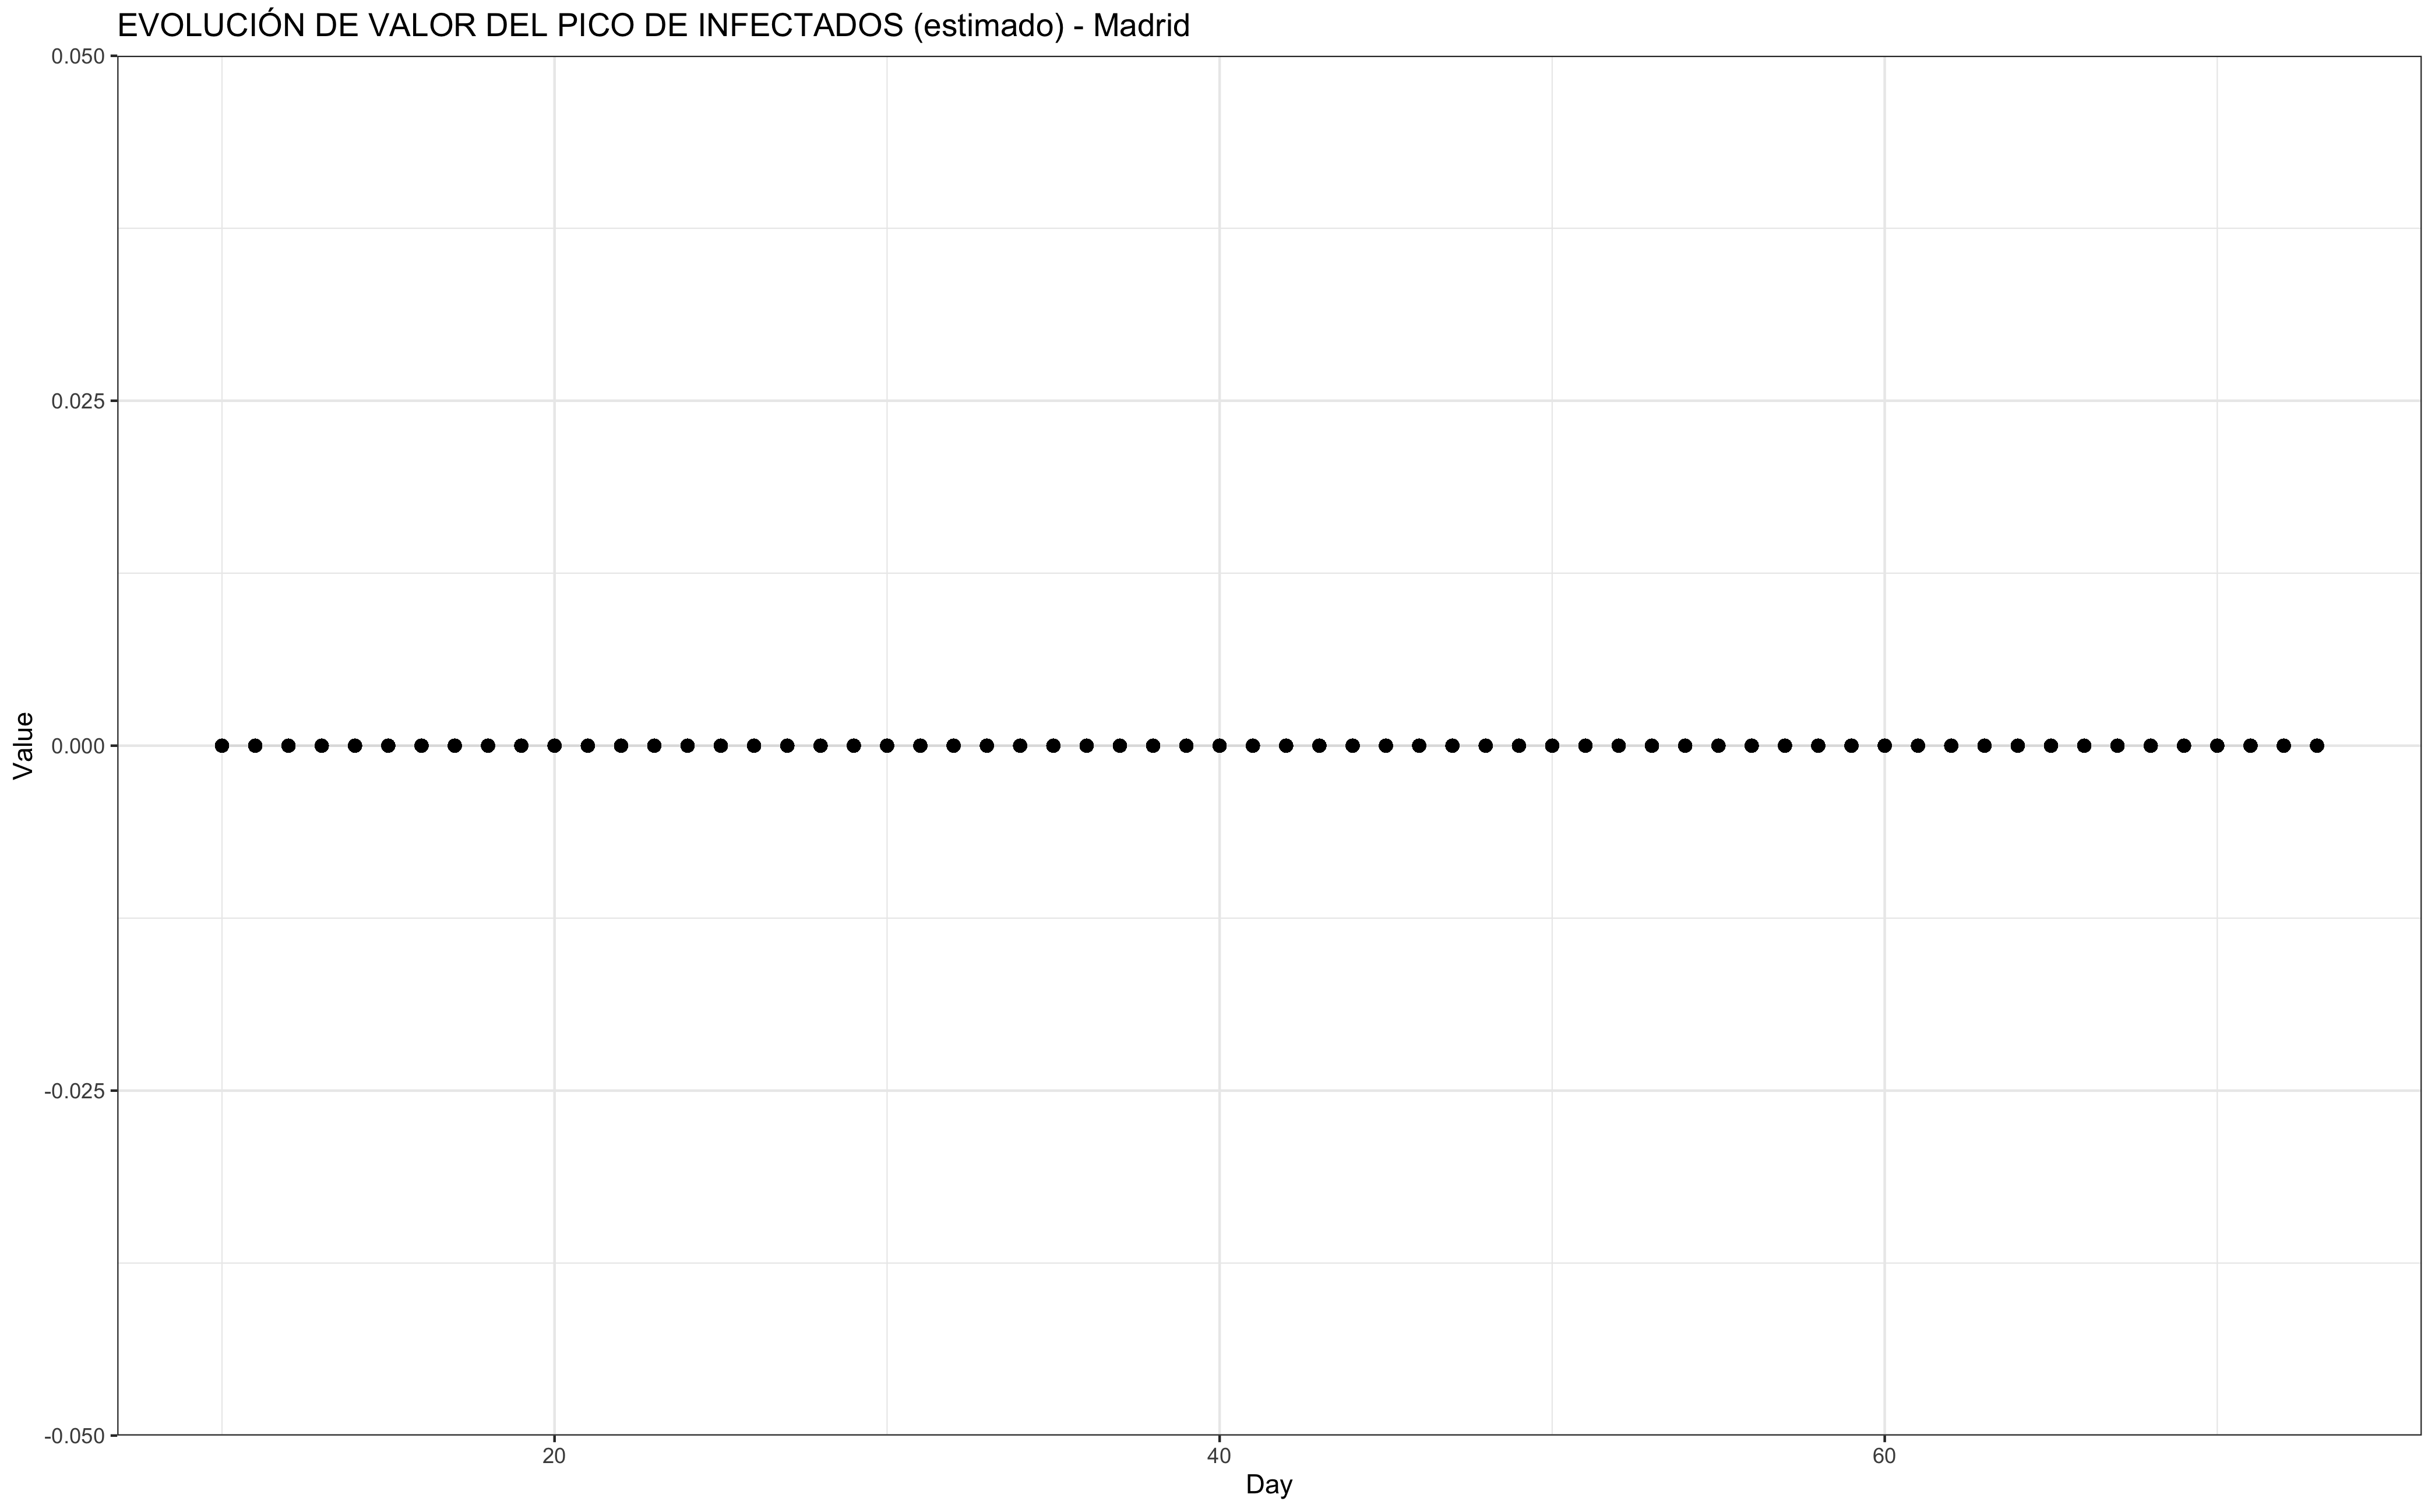 EVOLUCIÓN DE VALOR DEL PICO DE INFECTADOS (estimado) - Madrid
0.050
0.025
0.000
-0.025
-0.050
Value
20
40
60
Day